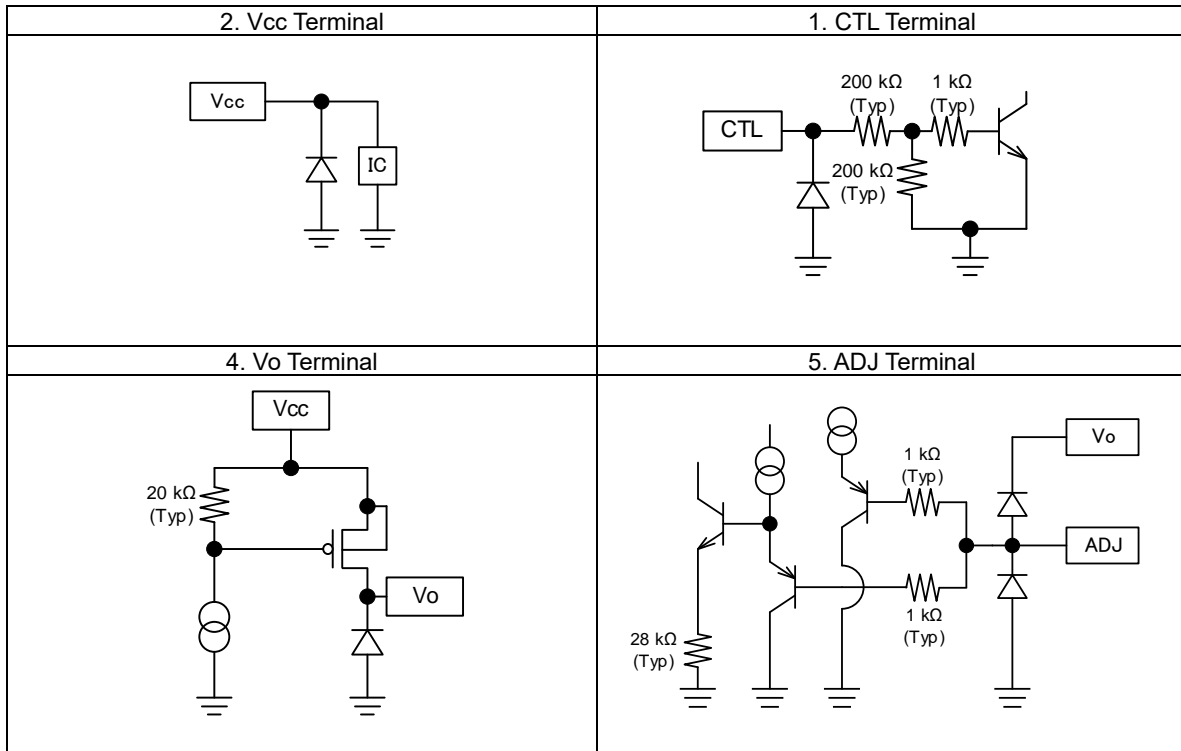 2. Vcc Terminal
Vcc
IC
1. CTL Terminal
CTL
200 kΩ
(Typ)
1 kΩ
(Typ)
200 kΩ
(Typ)
4. Vo Terminal
Vcc
20 kΩ
(Typ)
Vo
5. ADJ Terminal
1 kΩ
(Typ)
Vo
ADJ
1 kΩ
(Typ)
28 kΩ
(Typ)